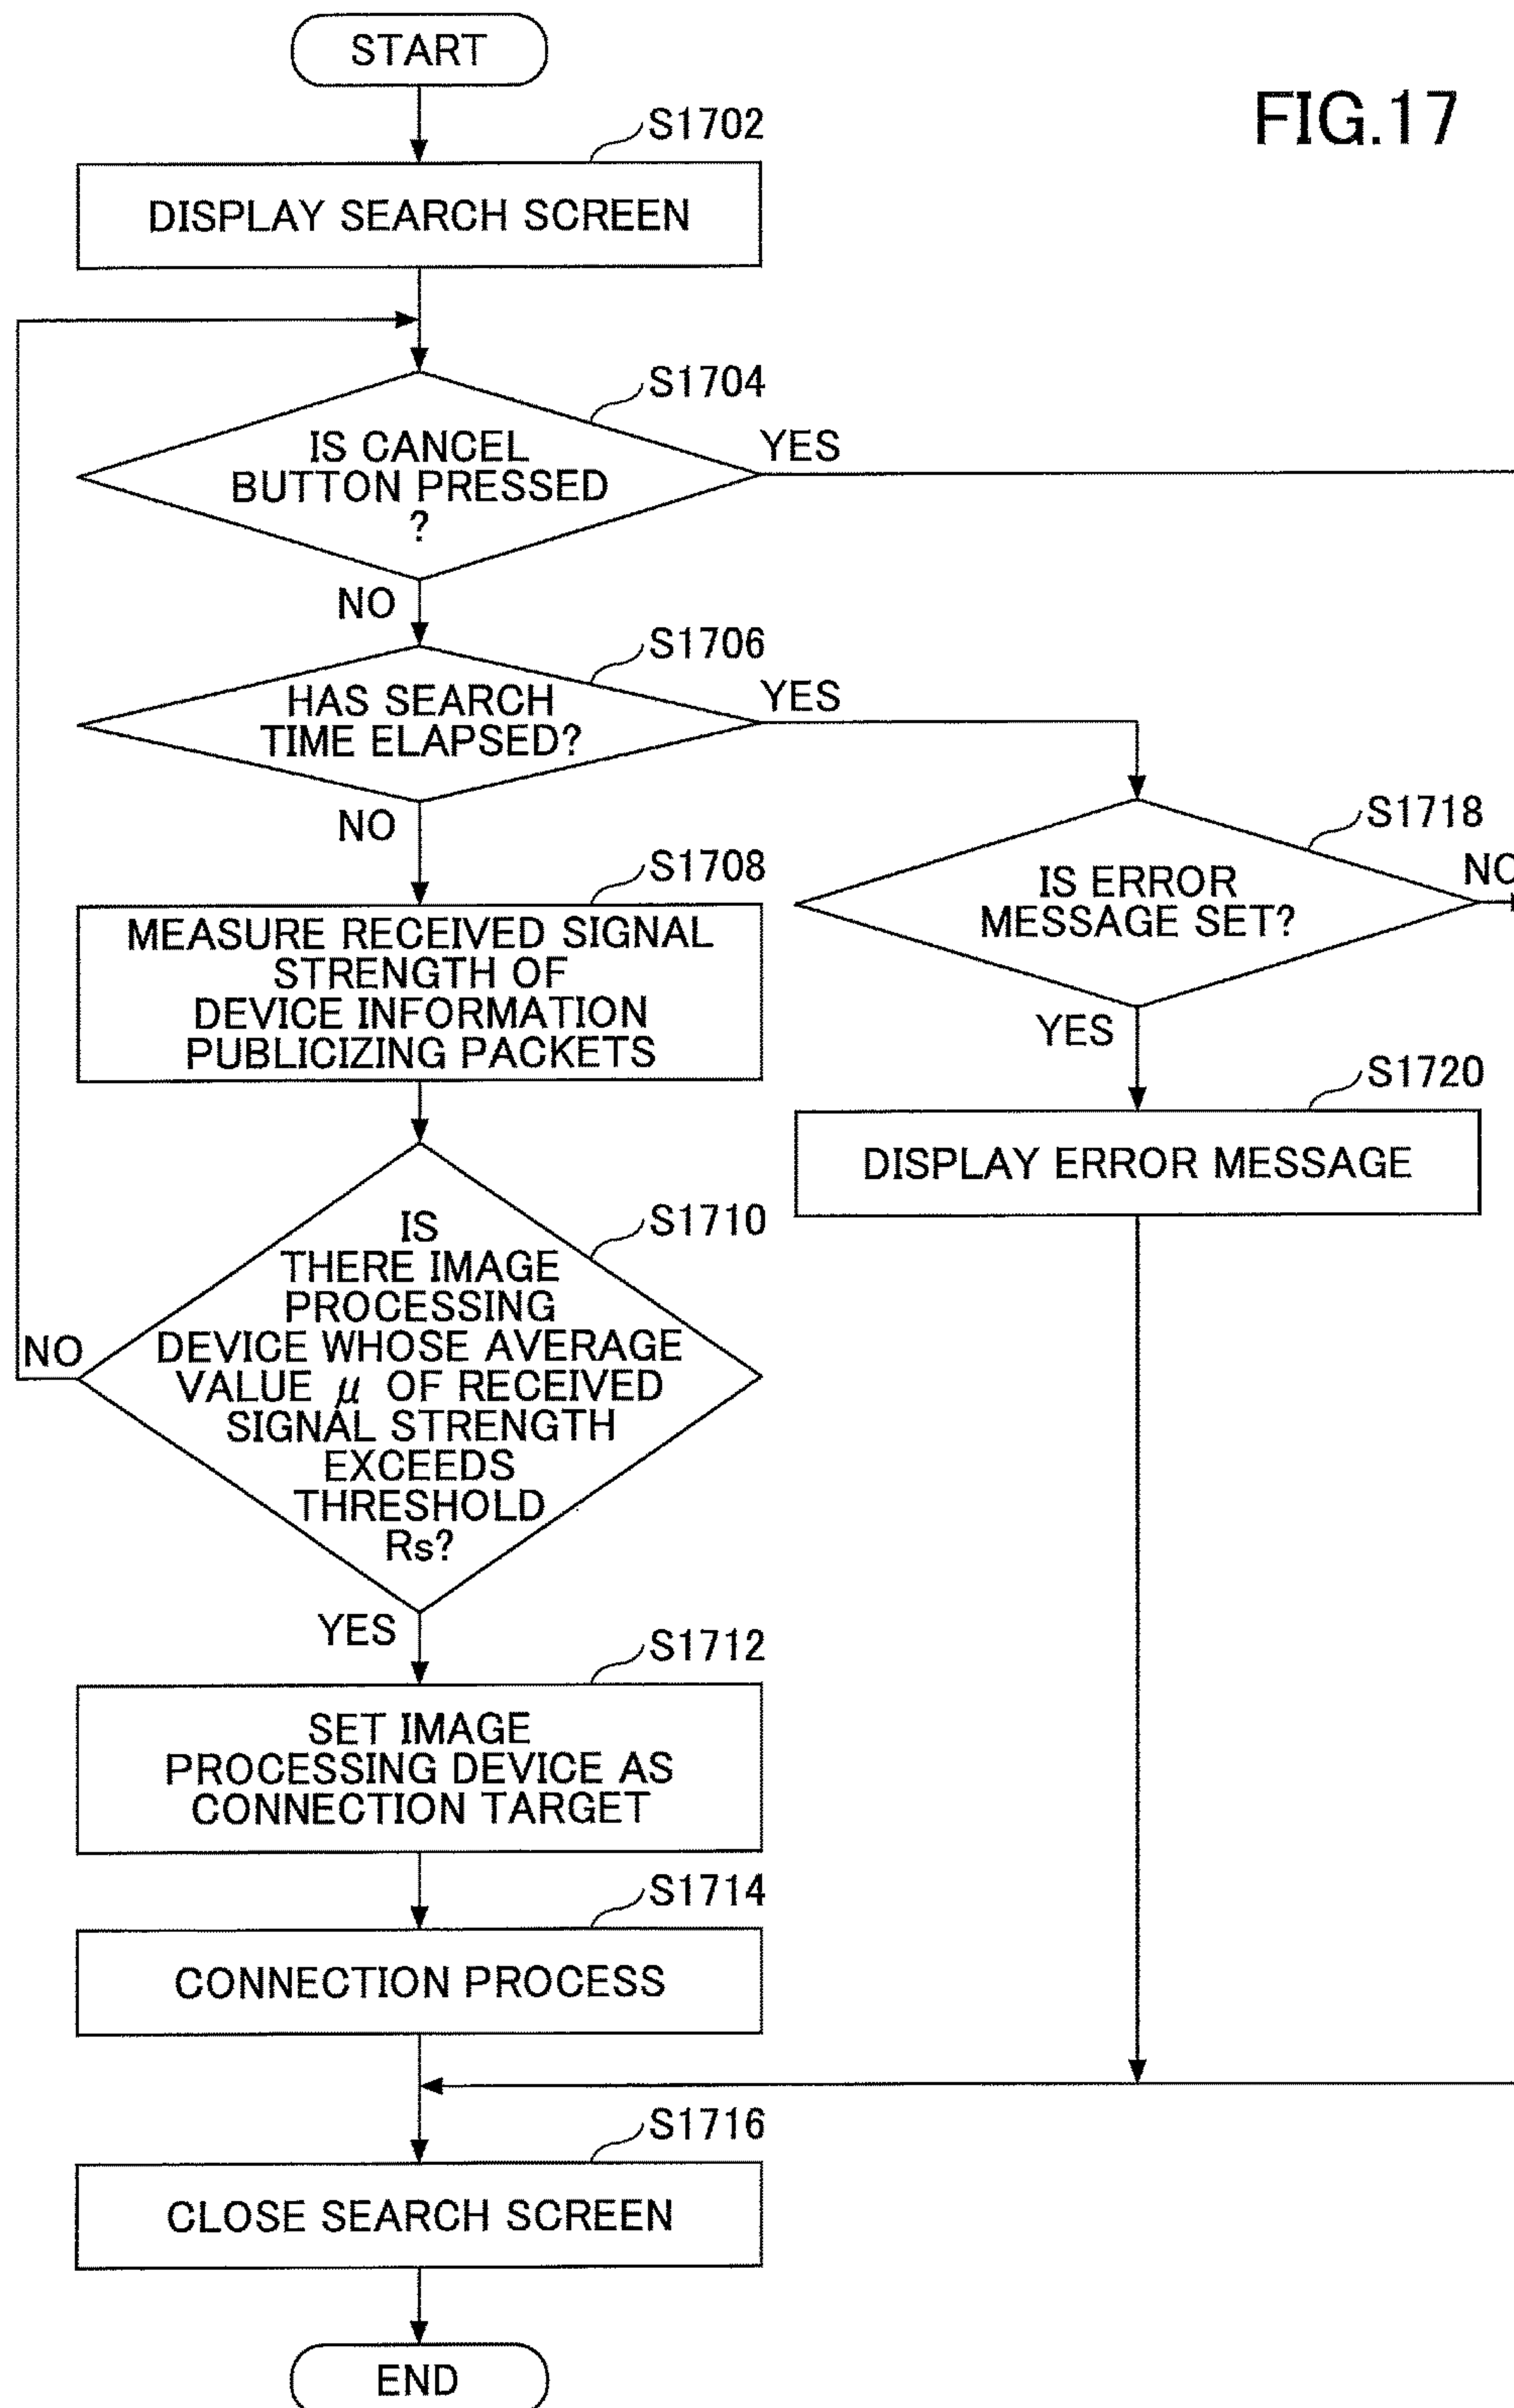 START
FIG.17
S1702
DISPLAY SEARCH SCREEN
S1704
IS CANCEL
BUTTON PRESSED
?
YES
NO
S1706
HAS SEARCH
TIME ELAPSED?
YES
NO
S1708
MEASURE RECEIVED SIGNAL
STRENGTH OF
DEVICE INFORMATION
PUBLICIZING PACKETS
S1718
IS ERROR
MESSAGE SET?
NO
YES
S1720
DISPLAY ERROR MESSAGE
S1710
IS
THERE IMAGE
PROCESSING
DEVICE WHOSE AVERAGE
VALUE μ OF RECEIVED
SIGNAL STRENGTH
EXCEEDS
THRESHOLD
Rs?
NO
YES
S1712
SET IMAGE
PROCESSING DEVICE AS
CONNECTION TARGET
S1714
CONNECTION PROCESS
S1716
CLOSE SEARCH SCREEN
END